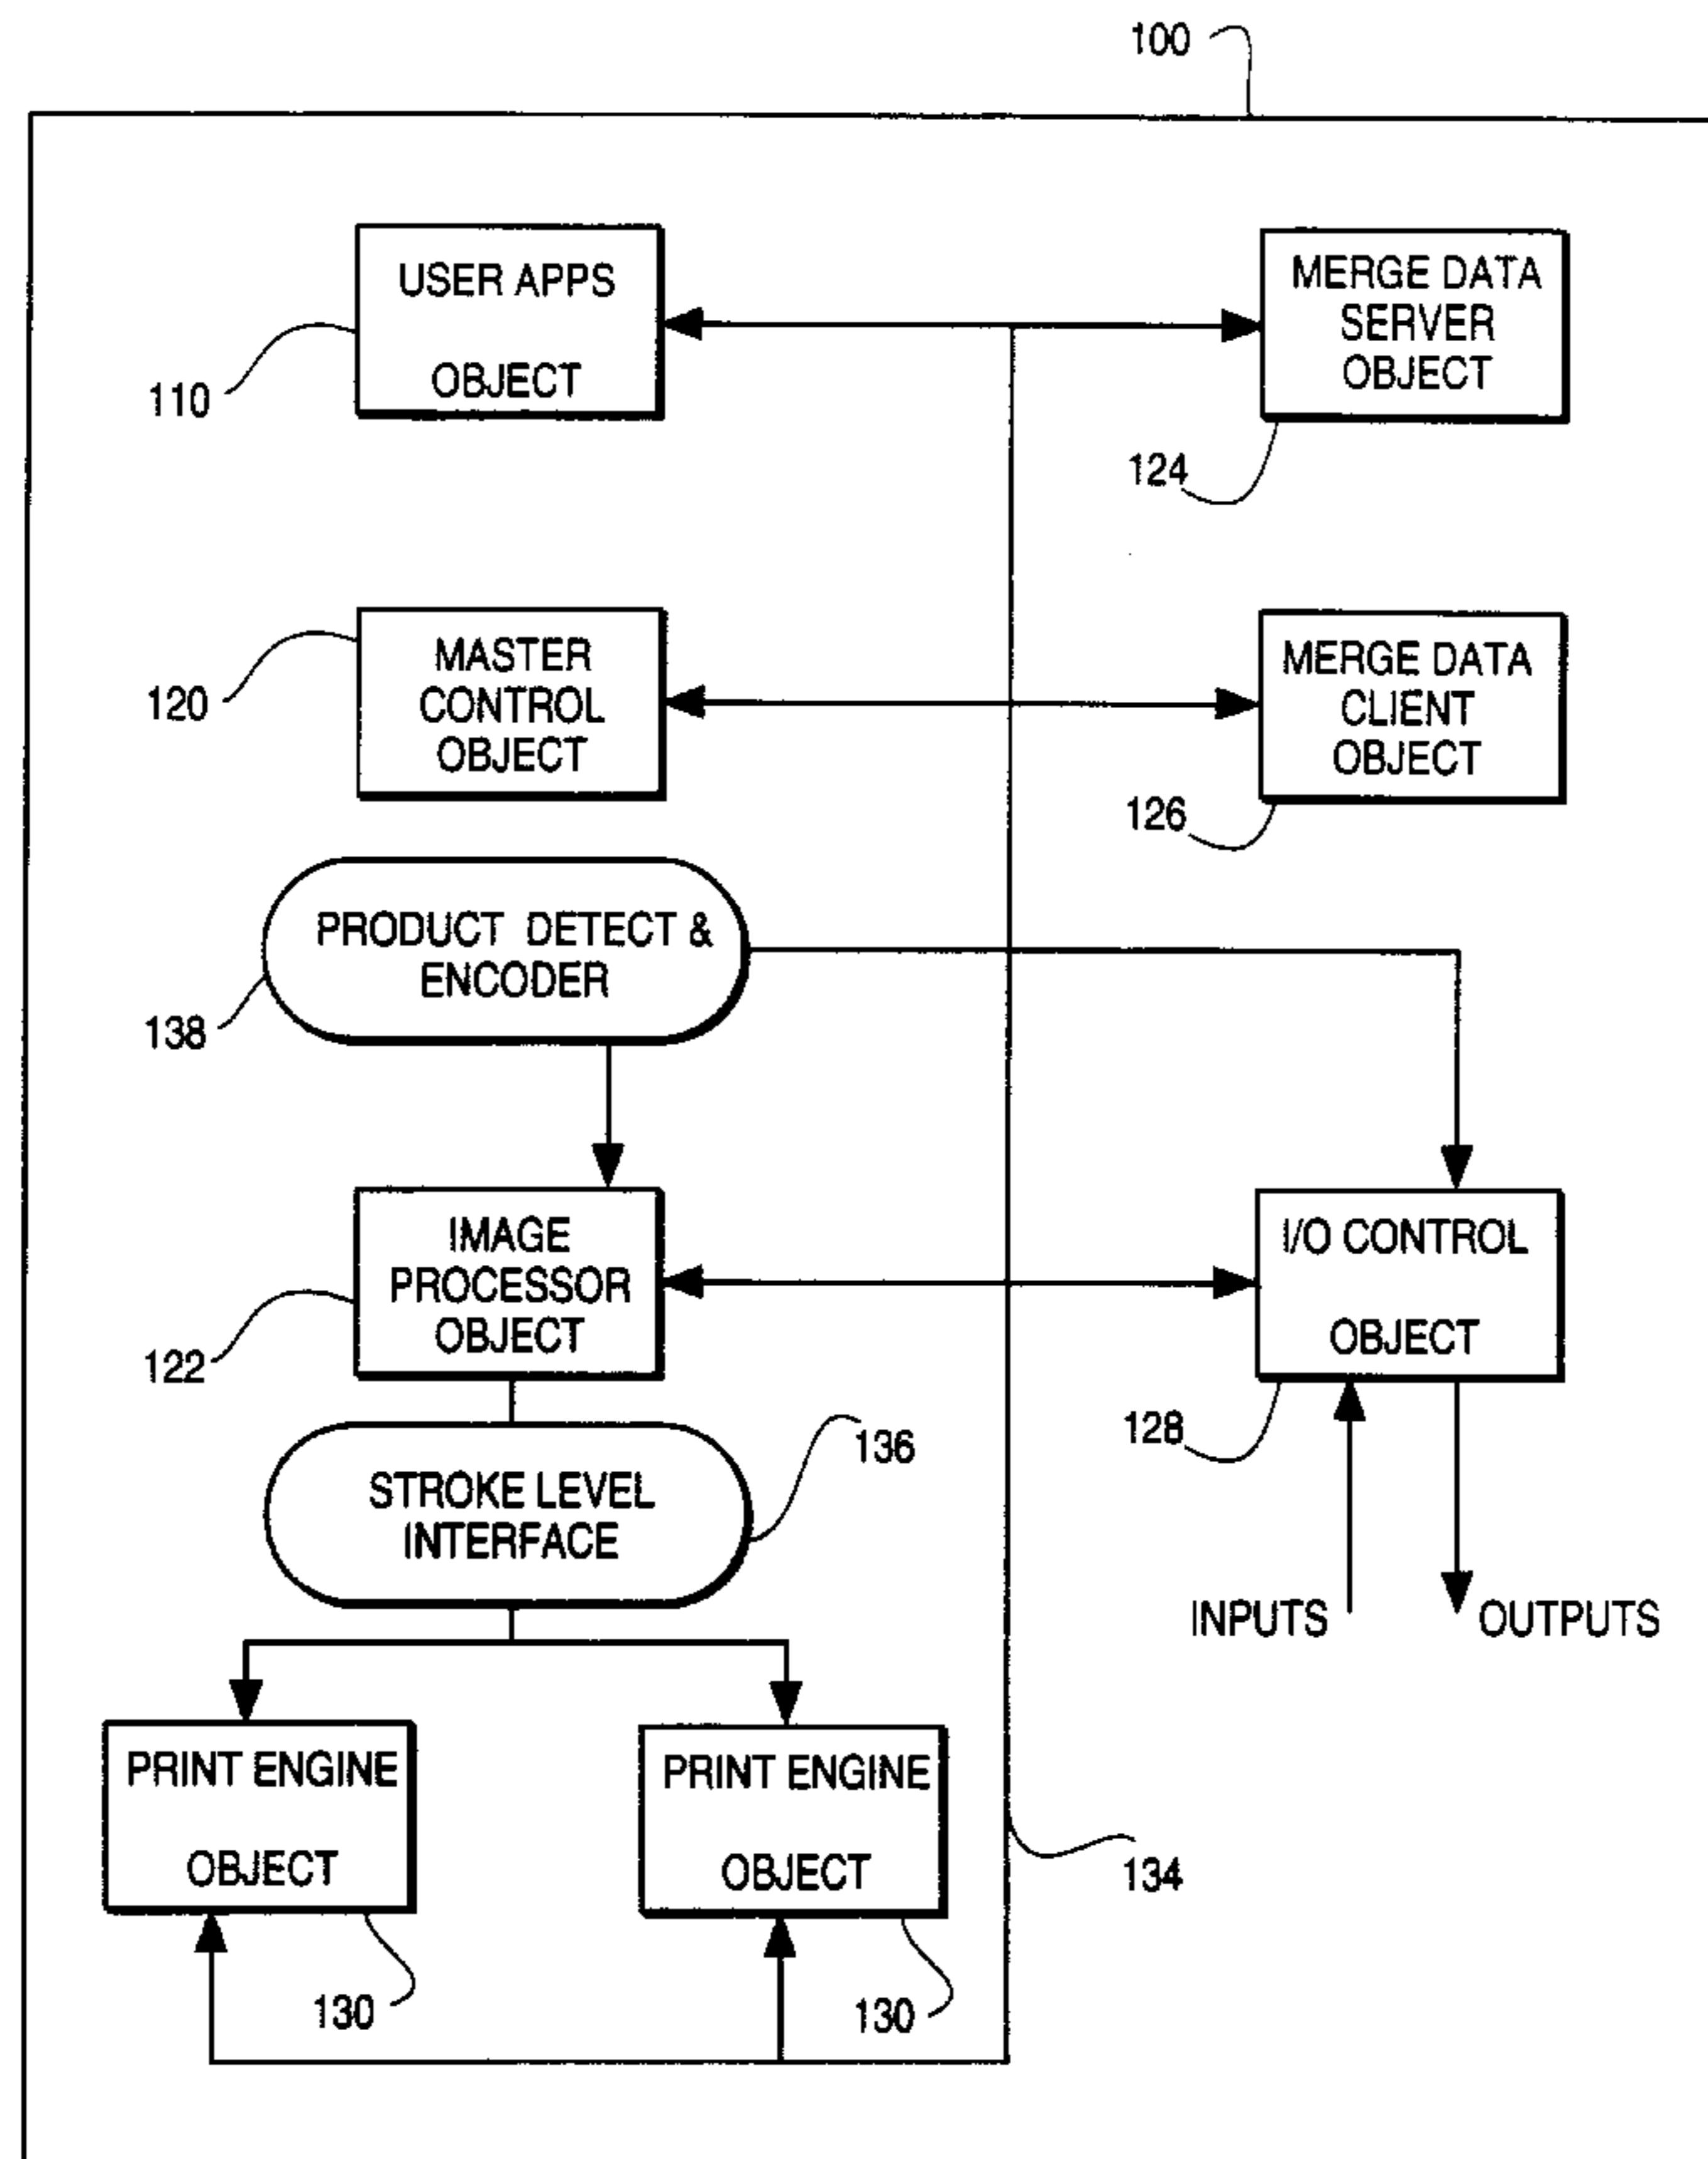 100
USER APPS
OBJECT
110
MERGE DATA
SERVER
OBJECT
124
MASTER
CONTROL
OBJECT
120
MERGE DATA
CLIENT
OBJECT
126
PRODUCT DETECT &
ENCODER
138
IMAGE
PROCESSOR
OBJECT
122
I/O CONTROL
OBJECT
128
STROKE LEVEL
INTERFACE
136
INPUTS
OUTPUTS
PRINT ENGINE
OBJECT
130
PRINT ENGINE
OBJECT
130
134